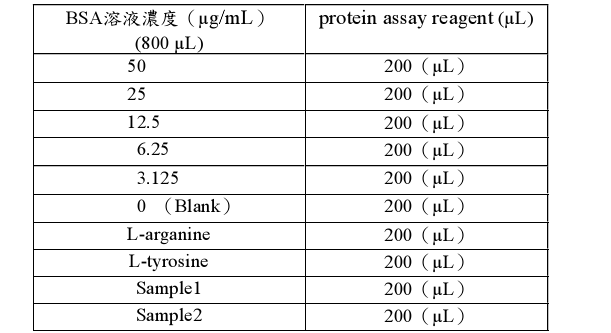 BSA溶液濃度（µg/mL） protein assay reagent (µL)
(800 µL)
50 200（µL）
25 200（µL）
12.5 200（µL）
6.25 200（µL）
3.125 200（µL）
0 （Blank） 200（µL）
L-arganine 200（µL）
L-tyrosine 200（µL）
Sample1 200（µL）
Sample2 200（µL）